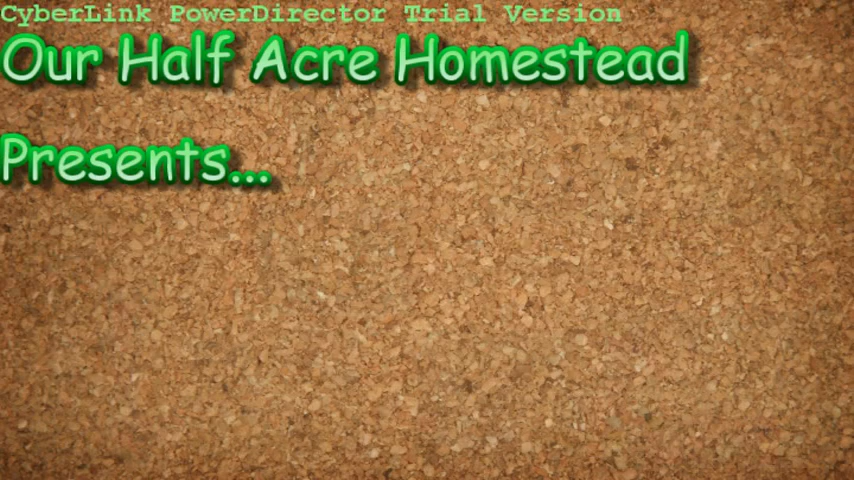 CyberLink PowerDirector Trial Version
Our Half Acre Homestead
Presents...